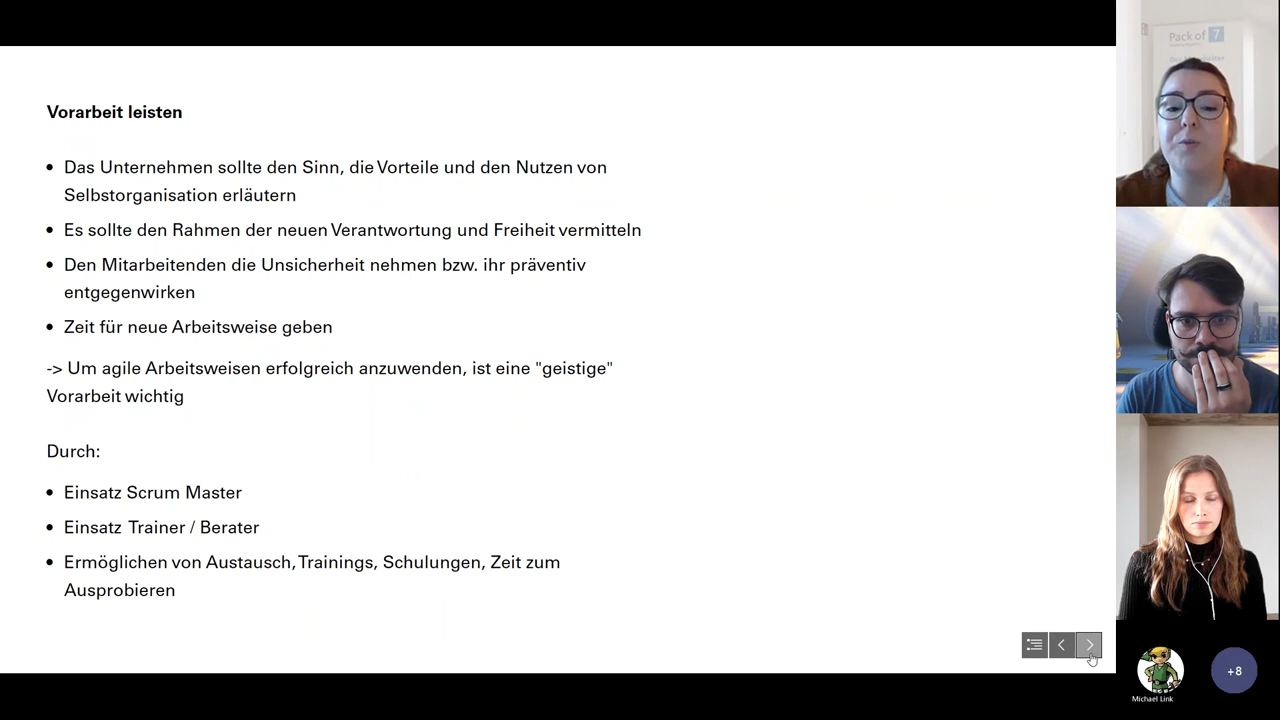 Vorarbeit leisten
• Das Unternehmen sollte den Sinn, die Vorteile und den Nutzen von
Selbstorganisation erläutern
• Es sollte den Rahmen der neuen Verantwortung und Freiheit vermitteln
• Den Mitarbeitenden die Unsicherheit nehmen bzw. ihr präventiv
entgegenwirken
• Zeit für neue Arbeitsweise geben
-> Um agile Arbeitsweisen erfolgreich anzuwenden, ist eine "geistige"
Vorarbeit wichtig
Durch:
• Einsatz Scrum Master
• Einsatz Trainer / Berater
• Ermöglichen von Austausch, Trainings, Schulungen, Zeit zum
Ausprobieren
Pack of 7
Michael Link
+8